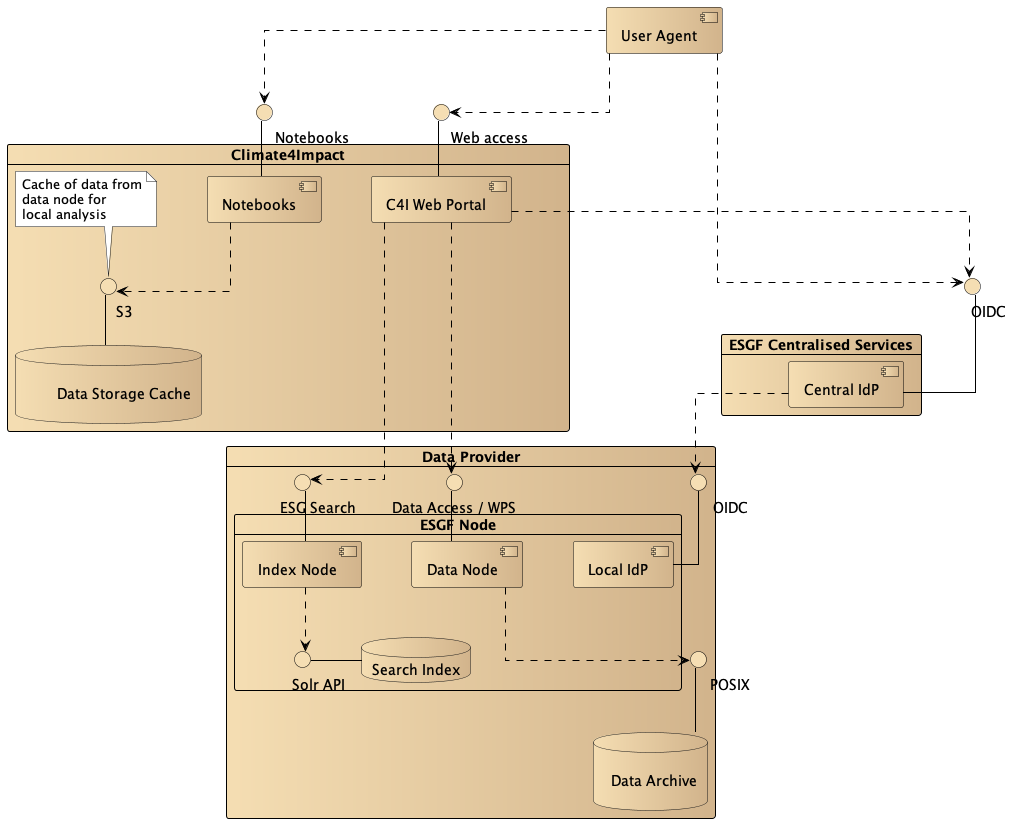 User Agent
Notebooks
Web access
Climate4Impact
Cache of data from
data node for
local analysis
Notebooks
C4I Web Portal
S3
OIDC
Data Storage Cache
ESGF Centralised Services
Central IdP
Data Provider
ESG Search
Data Access / WPS
OIDC
ESGF Node
Index Node
Data Node
Local IdP
Solr API
Search Index
POSIX
Data Archive